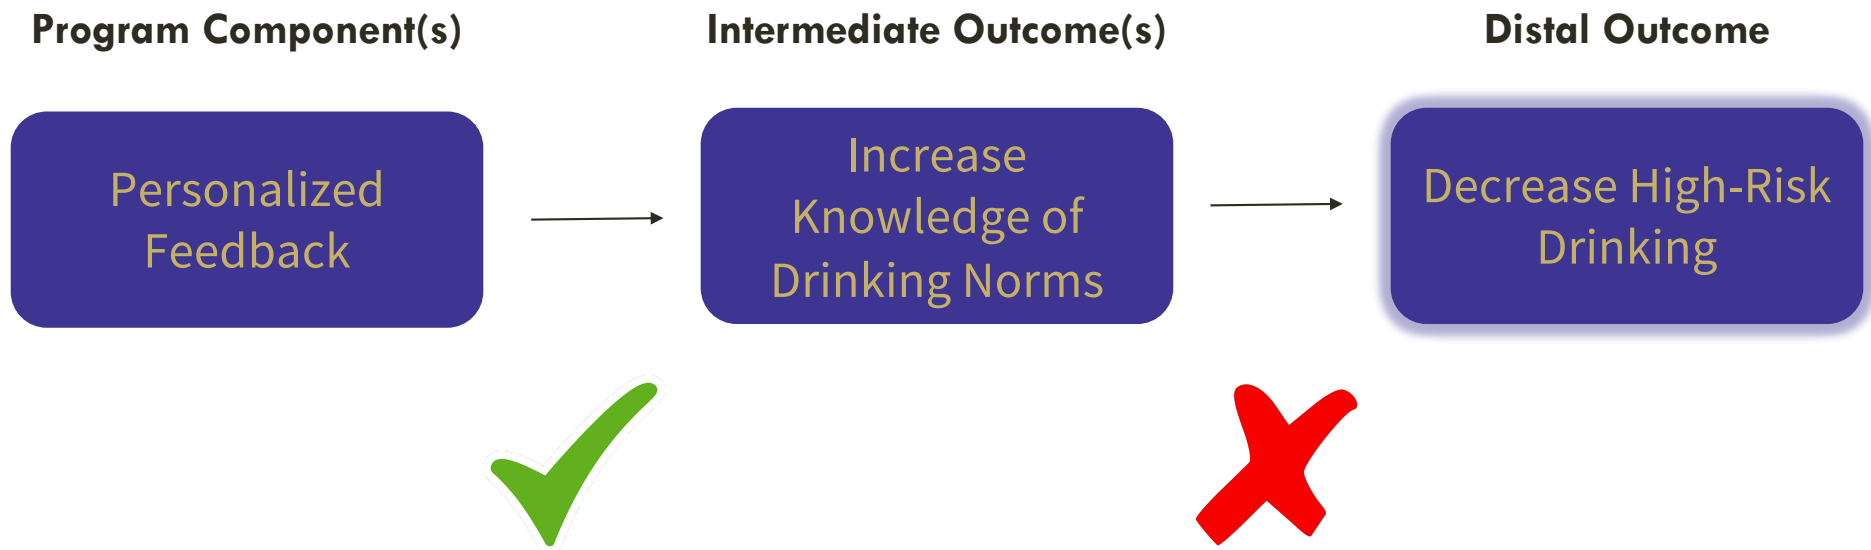 Program Component(s)
Intermediate Outcome(s)
Distal Outcome
Personalized
Feedback
Increase
Knowledge of
Drinking Norms
Decrease High-Risk
Drinking